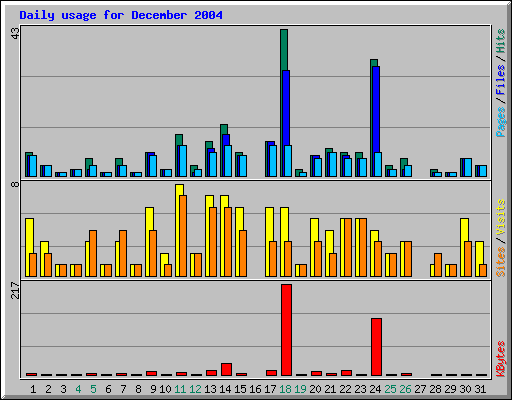 Daily usage for December 2004
43
Pages / Files / Hits
8
Sites / Visits
217
KBytes
1 2 3 4 5 6 7 8 9 10 11 12 13 14 15 16 17 18 19 20 21 22 23 24 25 26 27 28 29 30 31